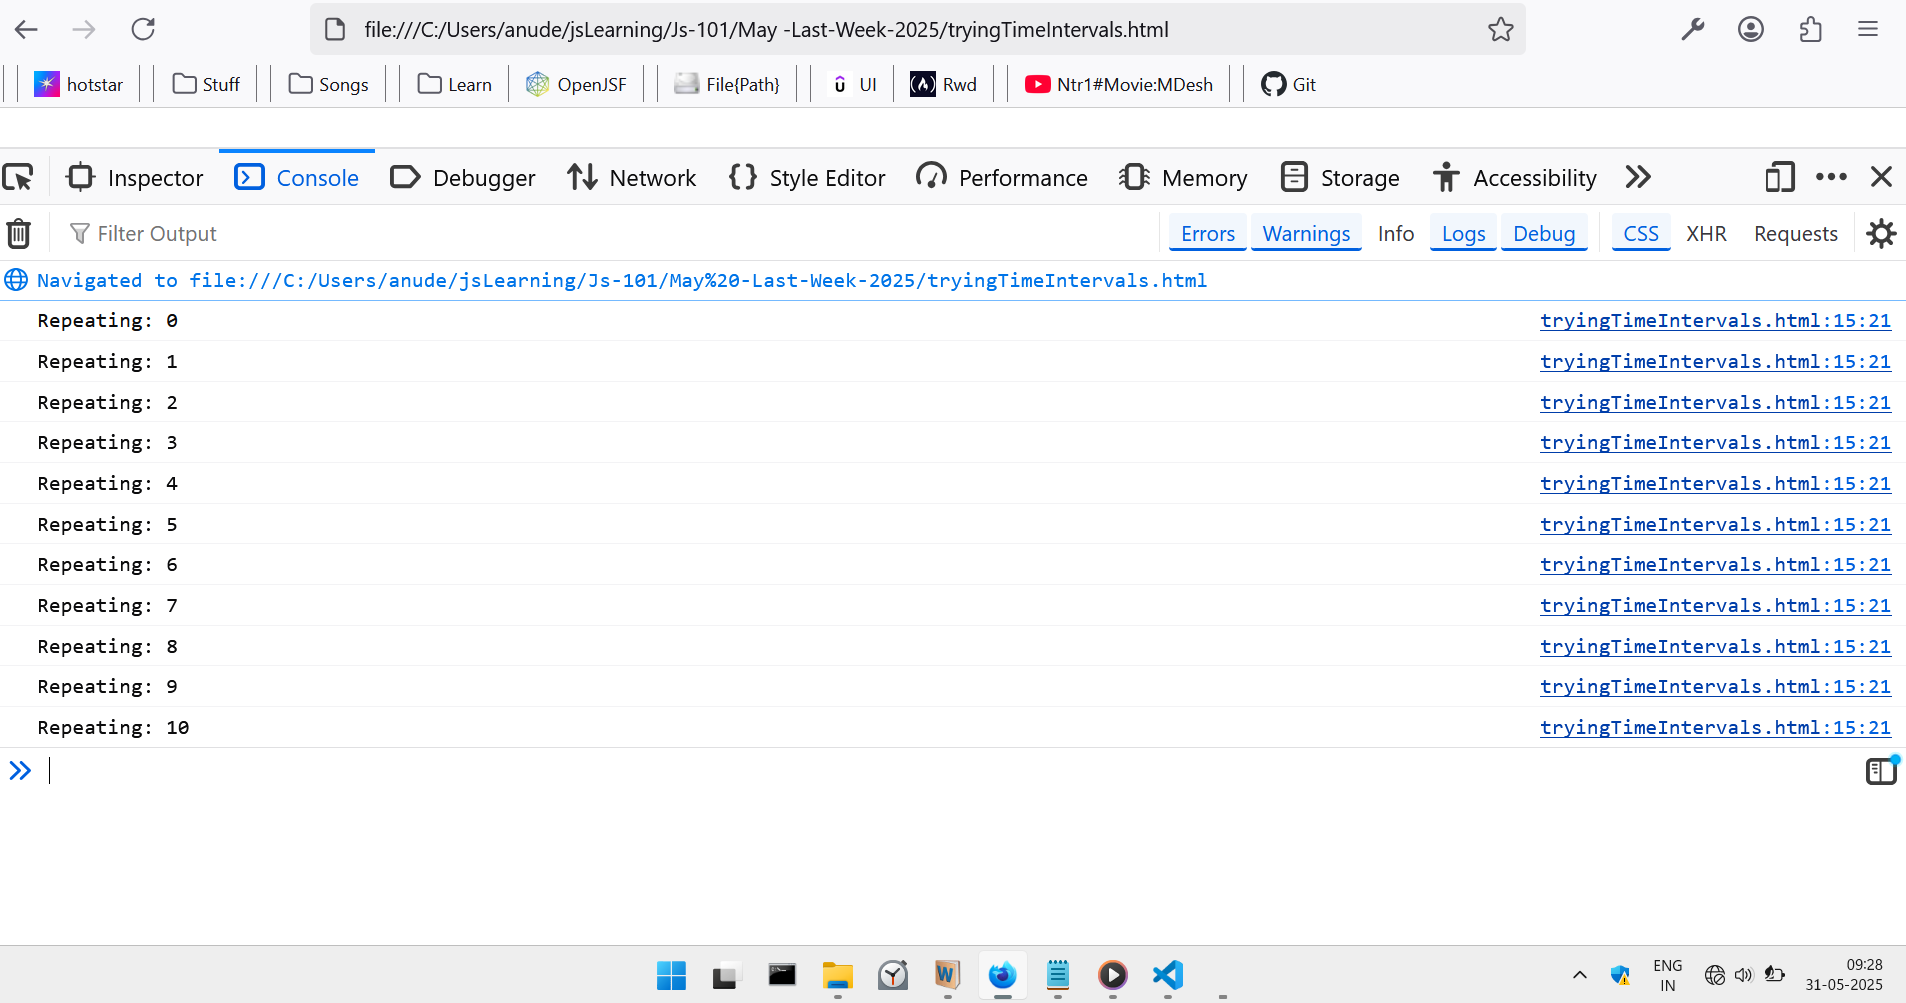 file:///C:/Users/anude/jsLearning/Js-101/May -Last-Week-2025/tryingTimeIntervals.html
hotstar Stuff Songs Learn OpenJSF File{Path} UI Rwd Ntr1#Movie:MDesh Git
Inspector Console Debugger Network Style Editor Performance Memory Storage Accessibility
Filter Output Errors Warnings Info Logs Debug CSS XHR Requests
Navigated to file:///C:/Users/anude/jsLearning/Js-101/May%20-Last-Week-2025/tryingTimeIntervals.html
Repeating: 0 tryingTimeIntervals.html:15:21
Repeating: 1 tryingTimeIntervals.html:15:21
Repeating: 2 tryingTimeIntervals.html:15:21
Repeating: 3 tryingTimeIntervals.html:15:21
Repeating: 4 tryingTimeIntervals.html:15:21
Repeating: 5 tryingTimeIntervals.html:15:21
Repeating: 6 tryingTimeIntervals.html:15:21
Repeating: 7 tryingTimeIntervals.html:15:21
Repeating: 8 tryingTimeIntervals.html:15:21
Repeating: 9 tryingTimeIntervals.html:15:21
Repeating: 10 tryingTimeIntervals.html:15:21
ENG 09:28
IN 31-05-2025